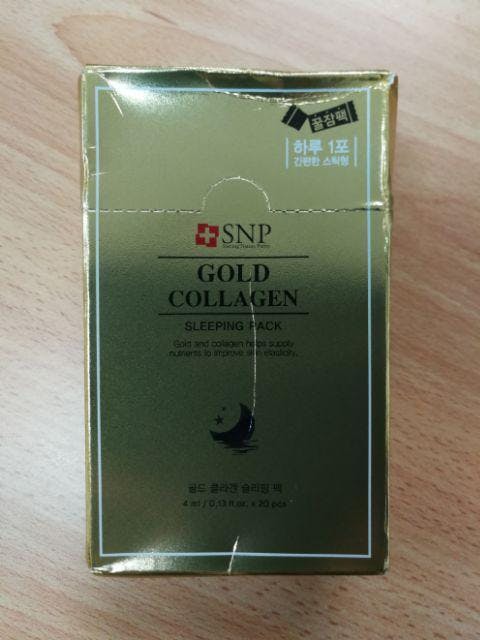 꿀잠팩
하루 1포
간편한 스틱형
SNP
GOLD
COLLAGEN
SLEEPING PACK
Gold and collagen helps supply
nutrients to improve skin elasticity.
골드 콜라겐 슬리핑 팩
4 ml / 0.13 fl.oz. x 20 pcs